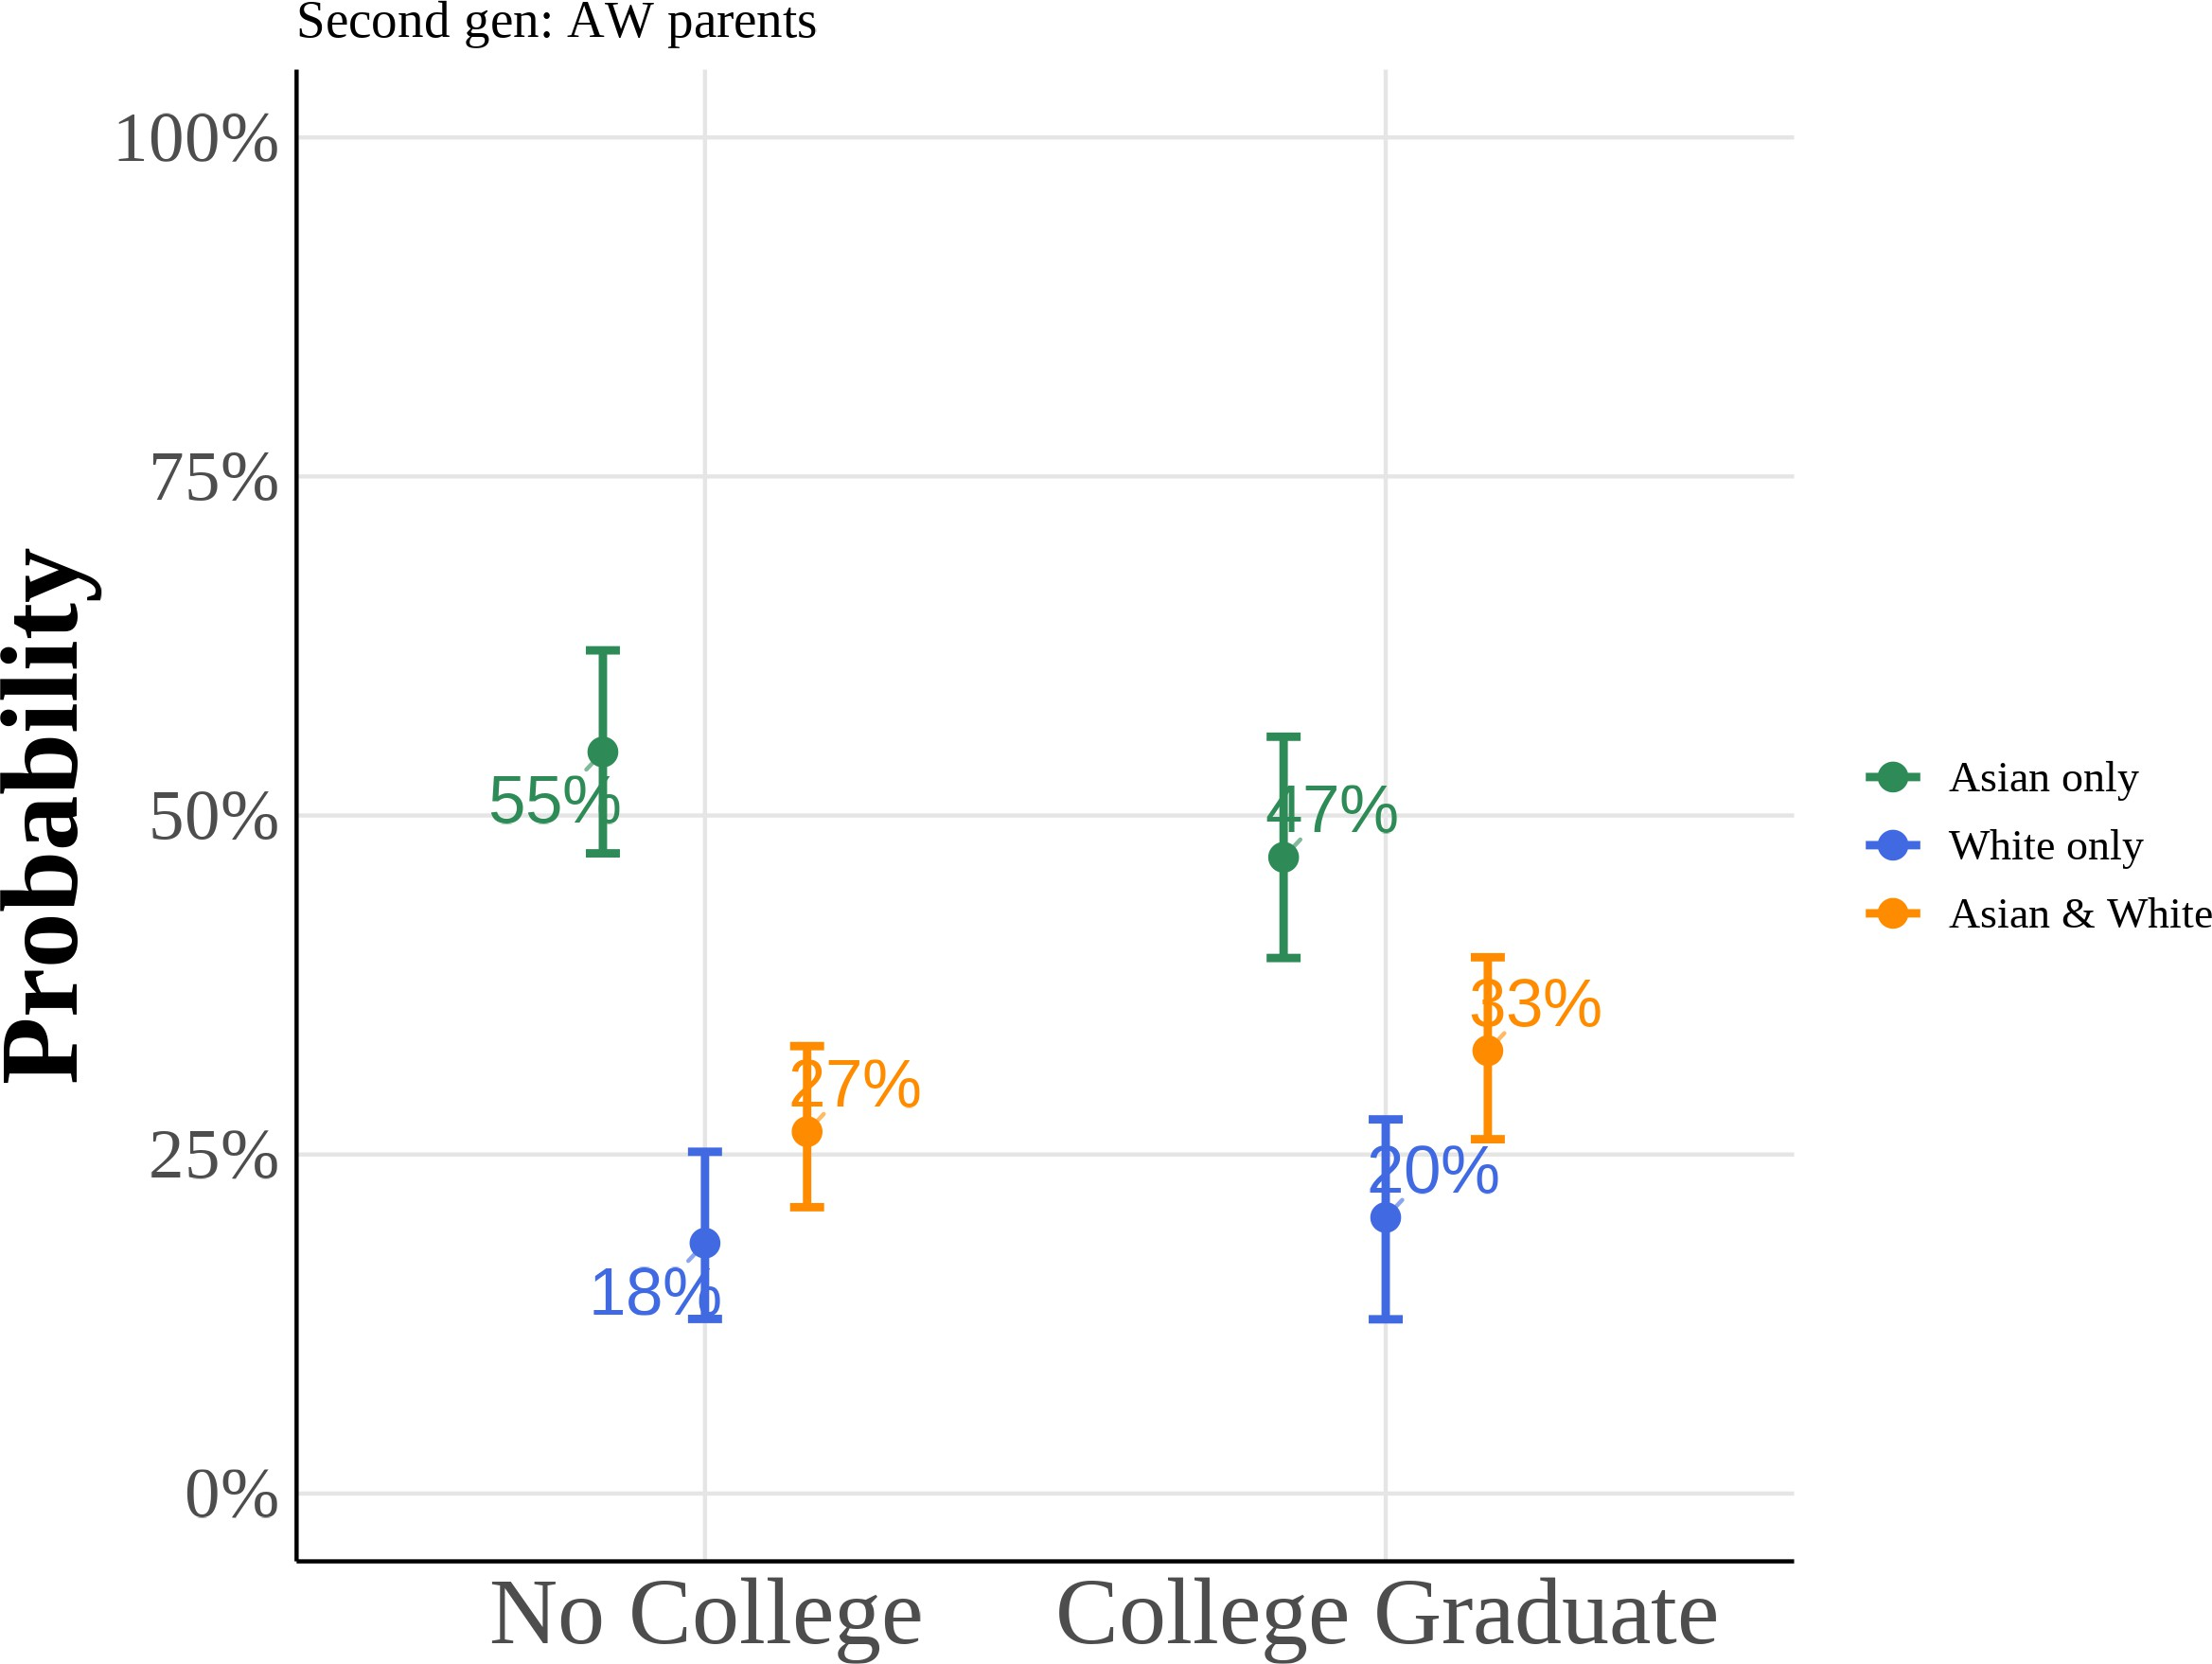 Second gen: AW parents
Probability
100%
75%
50%
25%
0%
55%
47%
33%
27%
20%
18%
No College
College Graduate
Asian only
White only
Asian & White